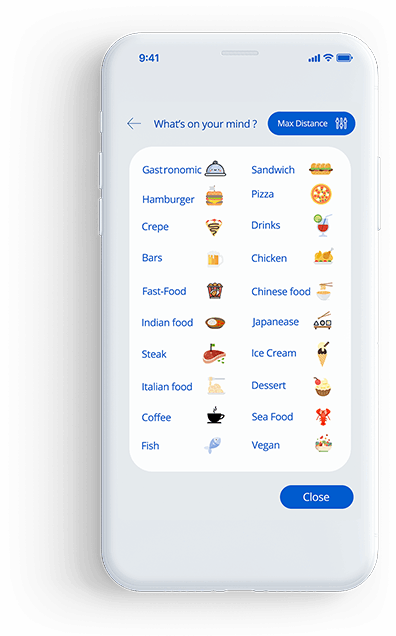 9:41
What's on your mind ?
Max Distance
Gastronomic
Sandwich
Hamburger
Pizza
Crepe
Drinks
Bars
Chicken
Fast-Food
Chinese food
Indian food
Japanease
Steak
Ice Cream
Italian food
Dessert
Coffee
Sea Food
Fish
Vegan
Close